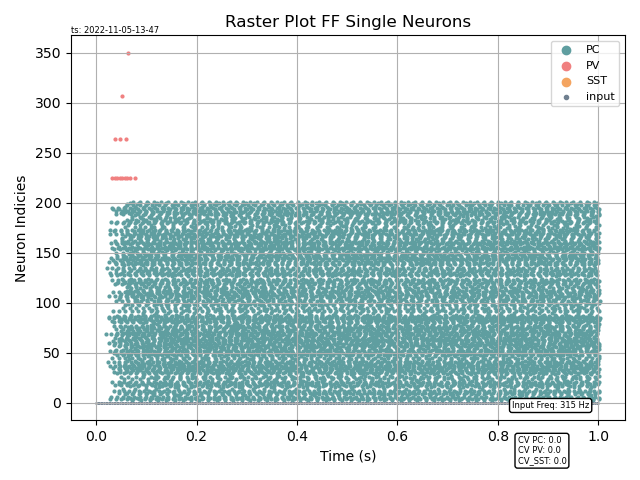 Raster Plot FF Single Neurons
ts: 2022-11-05-13-47
PC
PV
SST
input
Neuron Indicies
350
300
250
200
150
100
50
0
Input Freq: 315 Hz
0.0 0.2 0.4 0.6 0.8 1.0
Time (s)
CV PC: 0.0
CV PV: 0.0
CV_SST: 0.0